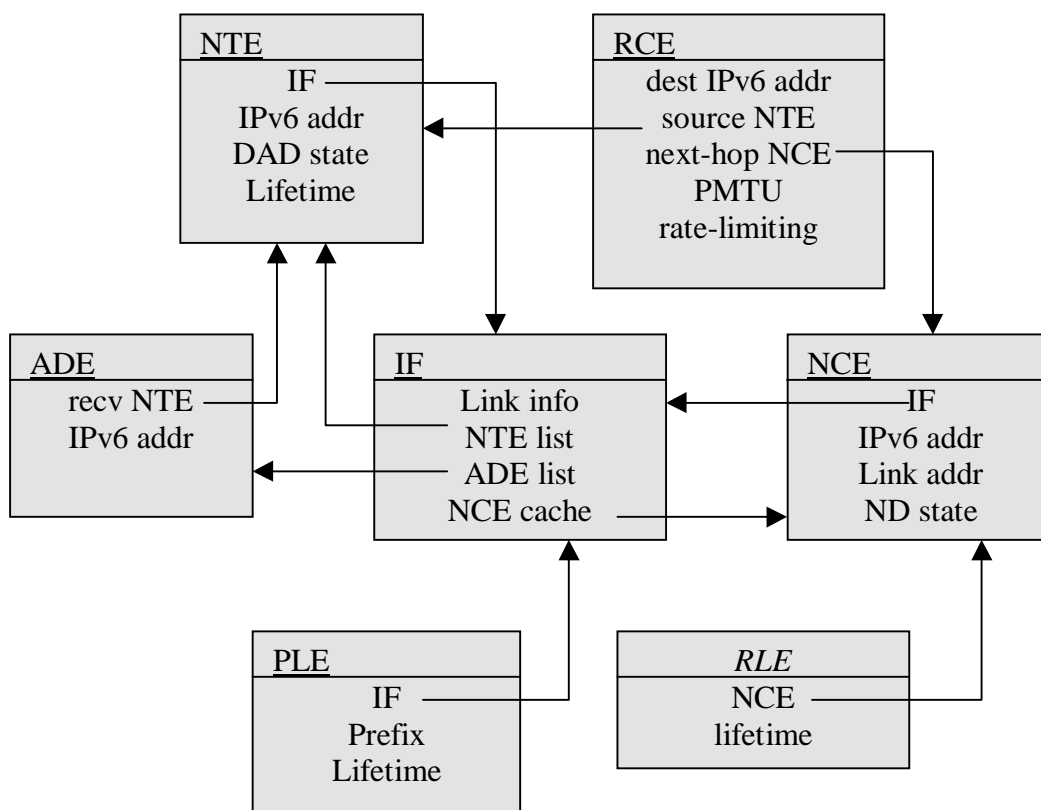 NTE
IF
IPv6 addr
DAD state
Lifetime
RCE
dest IPv6 addr
source NTE
next-hop NCE
PMTU
rate-limiting
ADE
recv NTE
IPv6 addr
IF
Link info
NTE list
ADE list
NCE cache
NCE
IF
IPv6 addr
Link addr
ND state
PLE
IF
Prefix
Lifetime
RLE
NCE
lifetime